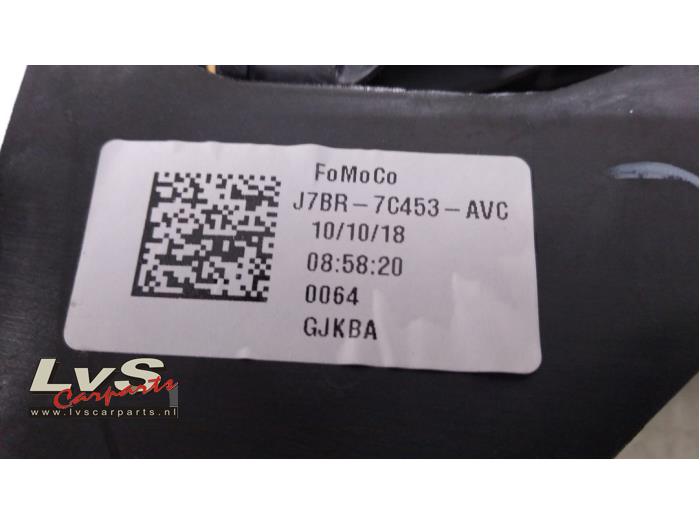 FoMoCo
J7BR-7C453-AVC
10/10/18
08:58:20
0064
GJKBA
LvS
Carparts
www.lvscarparts.nl